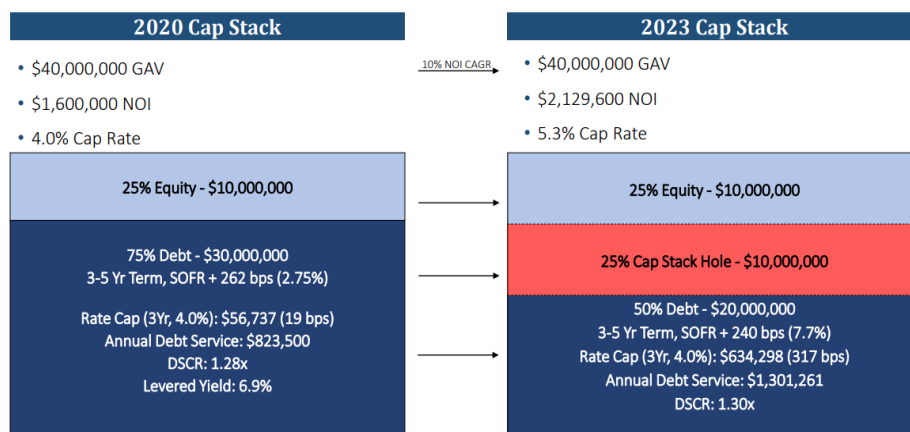 2020 Cap Stack
• $40,000,000 GAV
• $1,600,000 NOI
• 4.0% Cap Rate
25% Equity - $10,000,000
75% Debt - $30,000,000
3-5 Yr Term, SOFR + 262 bps (2.75%)
Rate Cap (3Yr, 4.0%): $56,737 (19 bps)
Annual Debt Service: $823,500
DSCR: 1.28x
Levered Yield: 6.9%
10% NOI CAGR
2023 Cap Stack
• $40,000,000 GAV
• $2,129,600 NOI
• 5.3% Cap Rate
25% Equity - $10,000,000
25% Cap Stack Hole - $10,000,000
50% Debt - $20,000,000
3-5 Yr Term, SOFR + 240 bps (7.7%)
Rate Cap (3Yr, 4.0%): $634,298 (317 bps)
Annual Debt Service: $1,301,261
DSCR: 1.30x